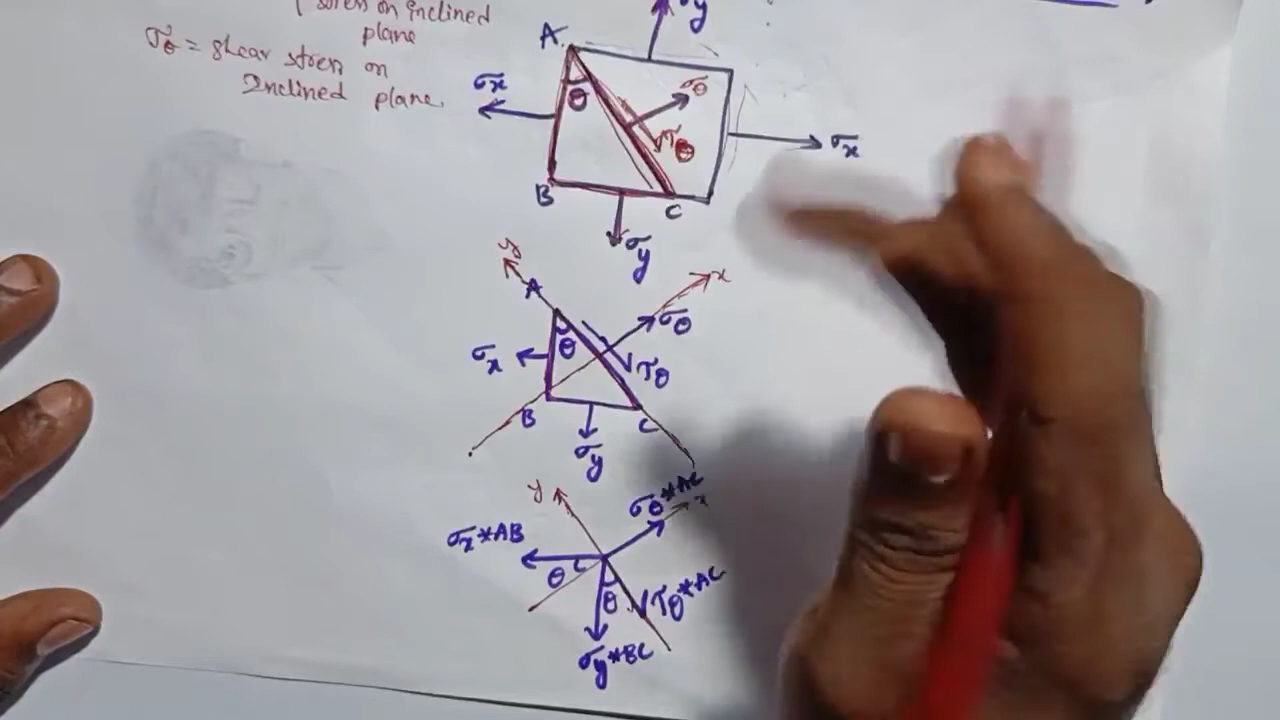 stress on inclined
plane
σθ = shear stress on
Inclined plane
σy
A
σx
θ
σθ
τθ
σx
B
C
σy
y
x
A
σθ
σx
θ
τθ
B
C
σy
y
σθ*AC
x
σx*AB
θ
θ
τθ*AC
σy*BC